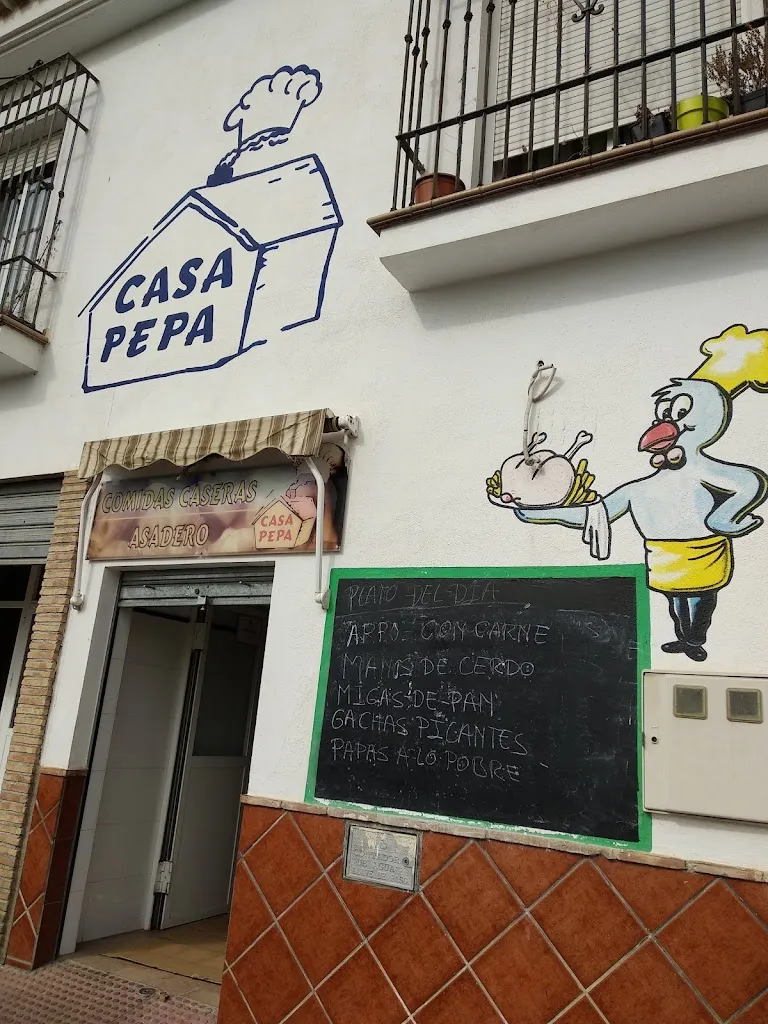 CASA
PEPA
COMIDAS CASERAS
ASADERO
CASA
PEPA
PLATO DEL DIA
ARRO. CON CARNE
MANOS DE CERDO
MIGAS DE PAN
GACHAS PICANTES
PAPAS A LO POBRE